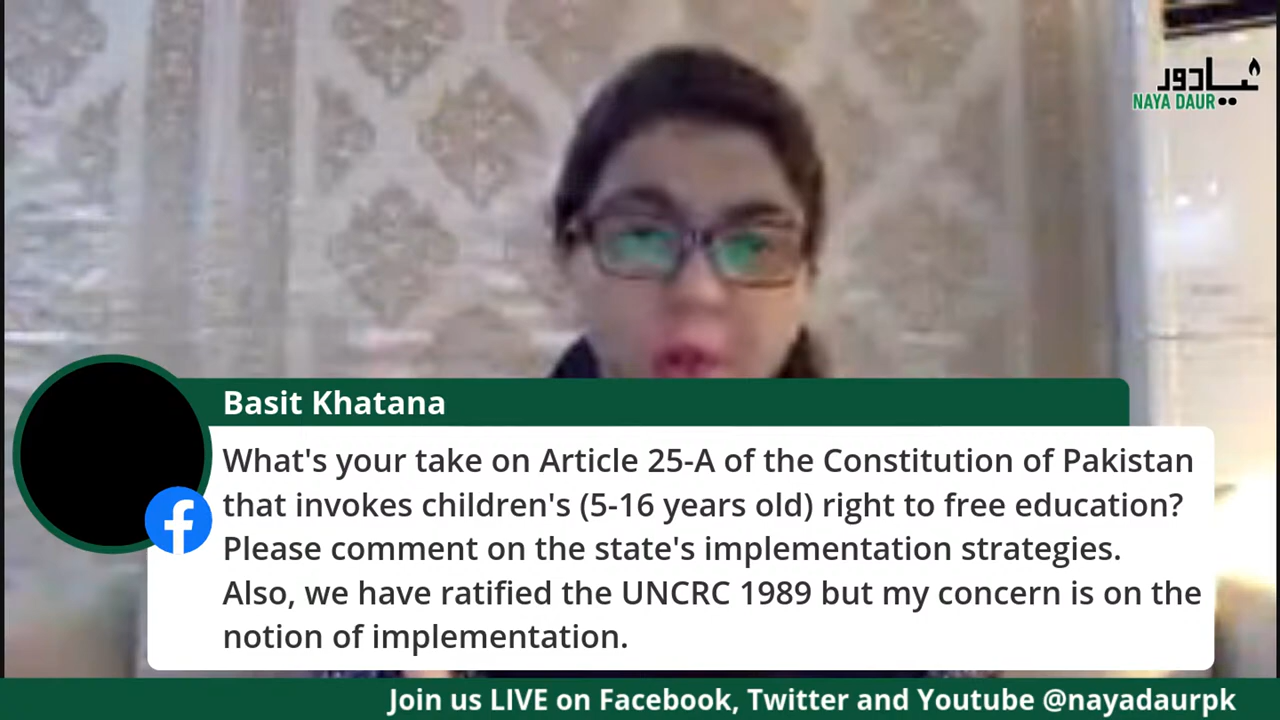 نیا دور
NAYA DAUR
Basit Khatana
What's your take on Article 25-A of the Constitution of Pakistan
that invokes children's (5-16 years old) right to free education?
Please comment on the state's implementation strategies.
Also, we have ratified the UNCRC 1989 but my concern is on the
notion of implementation.
Join us LIVE on Facebook, Twitter and Youtube @nayadaurpk